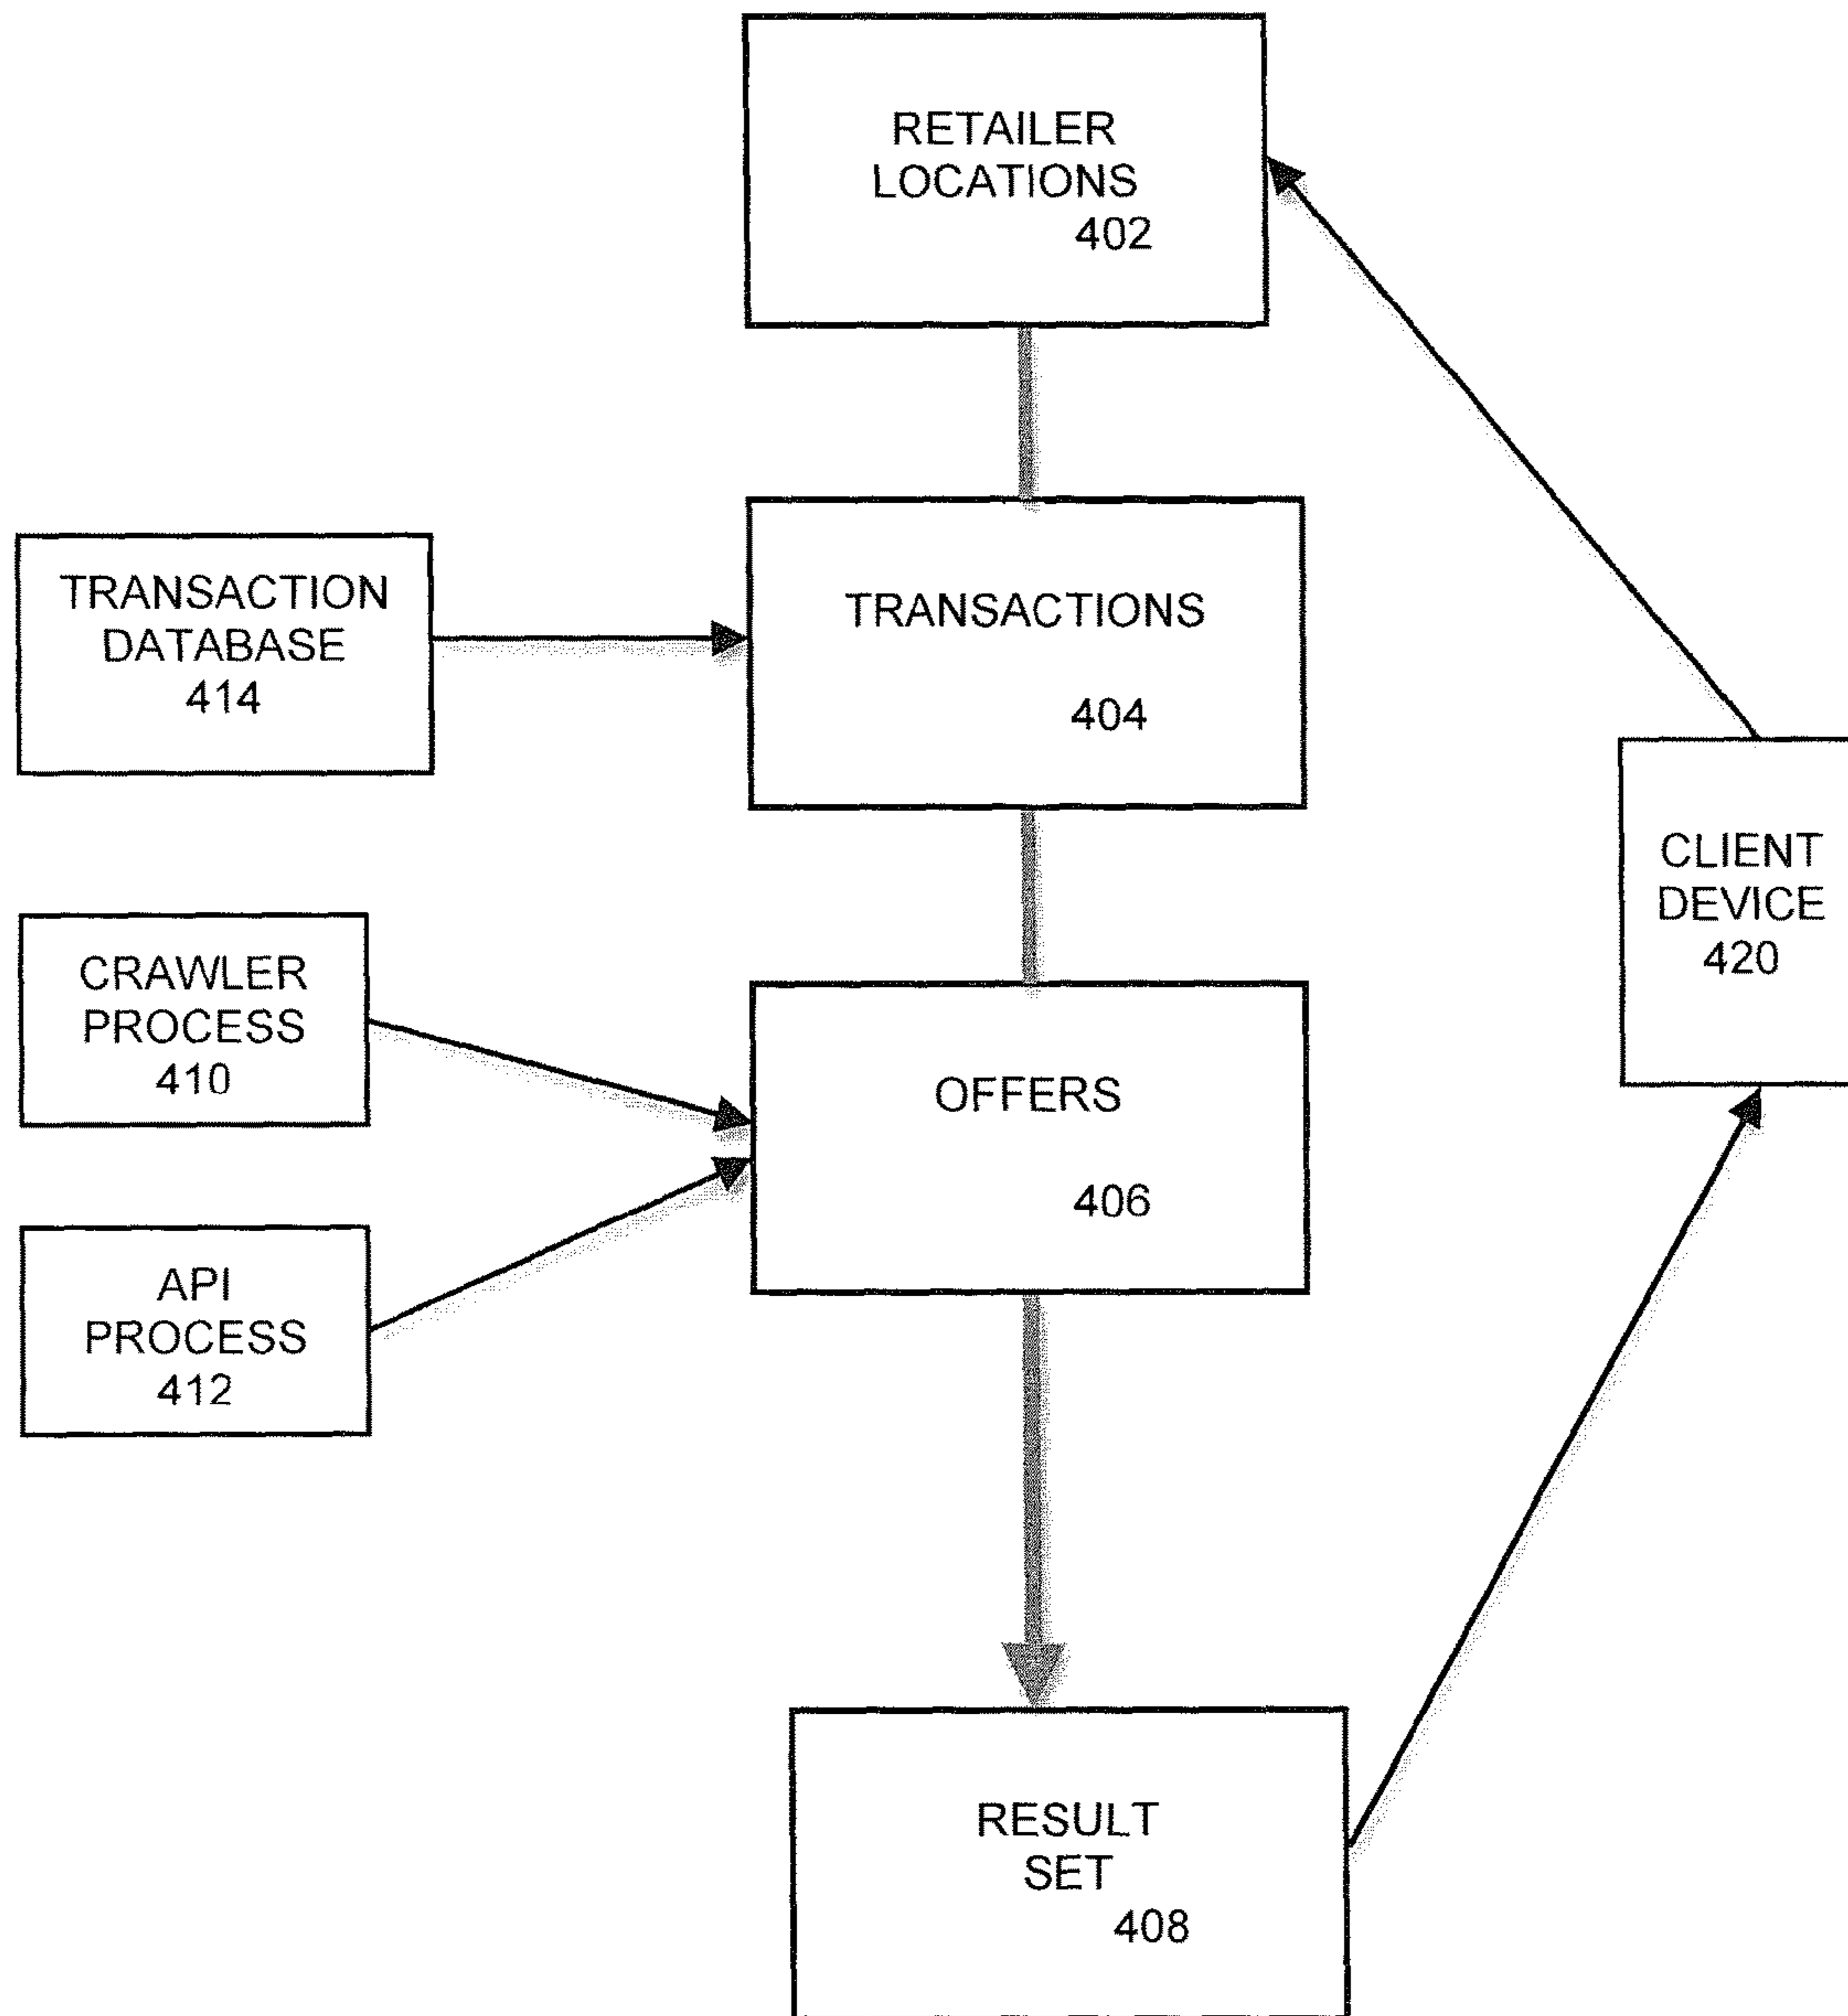 RETAILER
LOCATIONS
402
TRANSACTION
DATABASE
414
TRANSACTIONS
404
CLIENT
DEVICE
420
CRAWLER
PROCESS
410
OFFERS
406
API
PROCESS
412
RESULT
SET
408